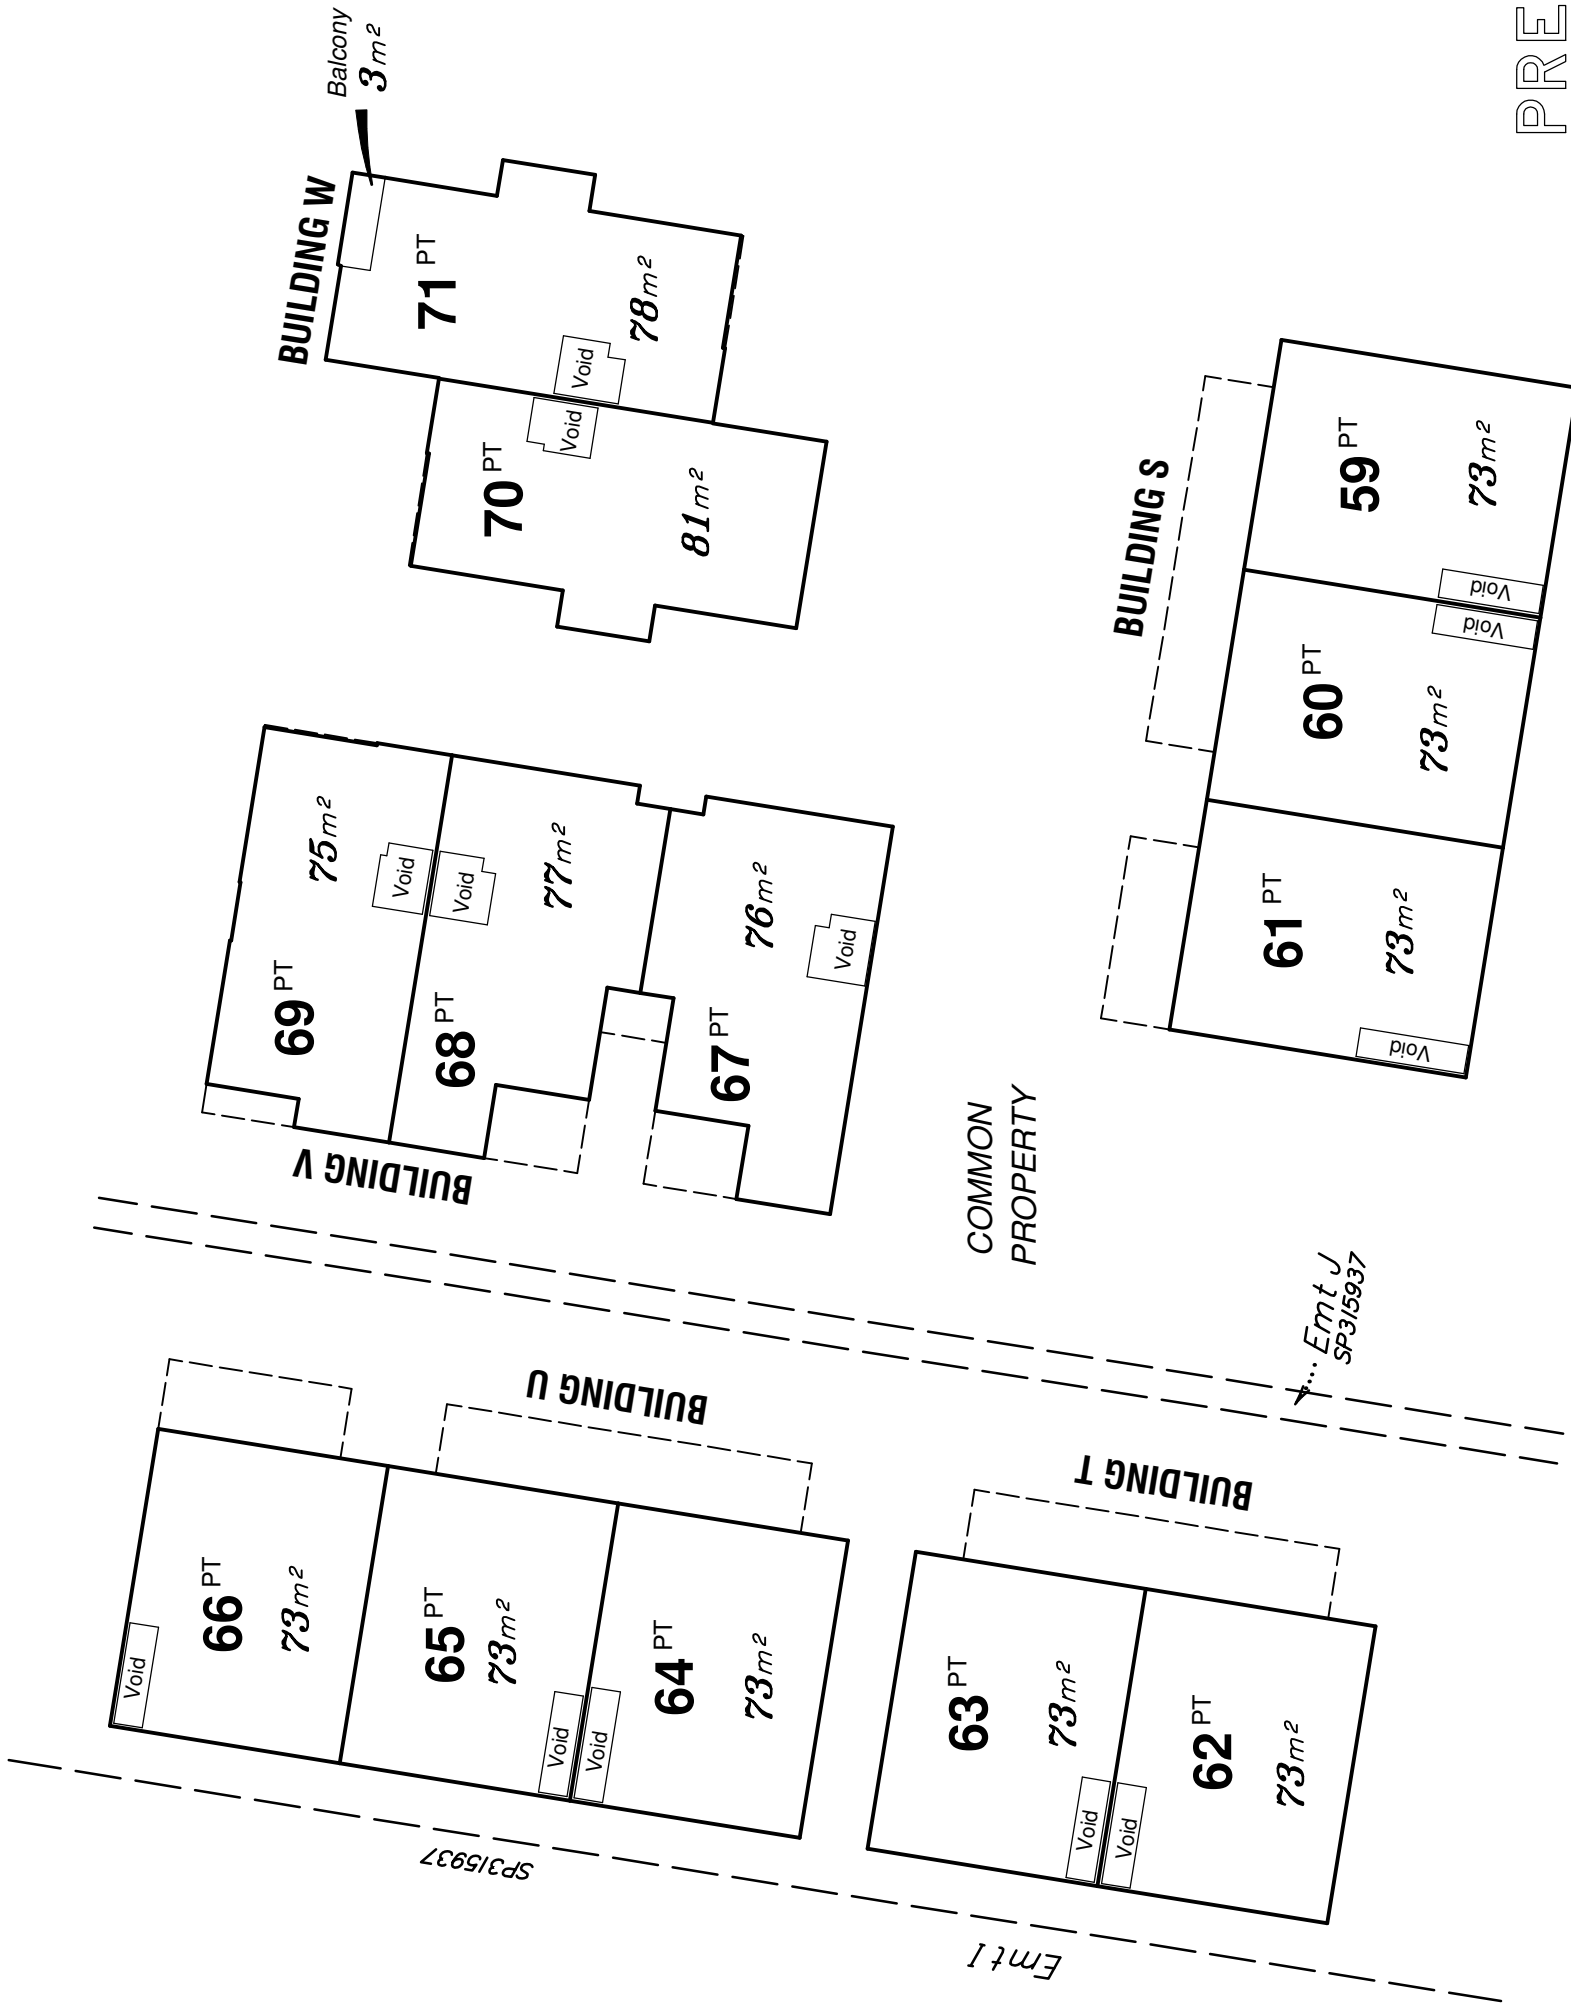 Balcony
3m²
BUILDING W
71 PT
78m²
Void
Void
70 PT
81m²
PRE
BUILDING S
59 PT
73m²
Void
Void
60 PT
73m²
61 PT
73m²
Void
75m²
69 PT
Void
Void
77m²
68 PT
76m²
67 PT
Void
BUILDING V
COMMON
PROPERTY
Emt J
SP315937
BUILDING U
66 PT
73m²
Void
65 PT
73m²
Void
Void
64 PT
73m²
BUILDING T
63 PT
73m²
Void
Void
62 PT
73m²
SP315937
Emt I